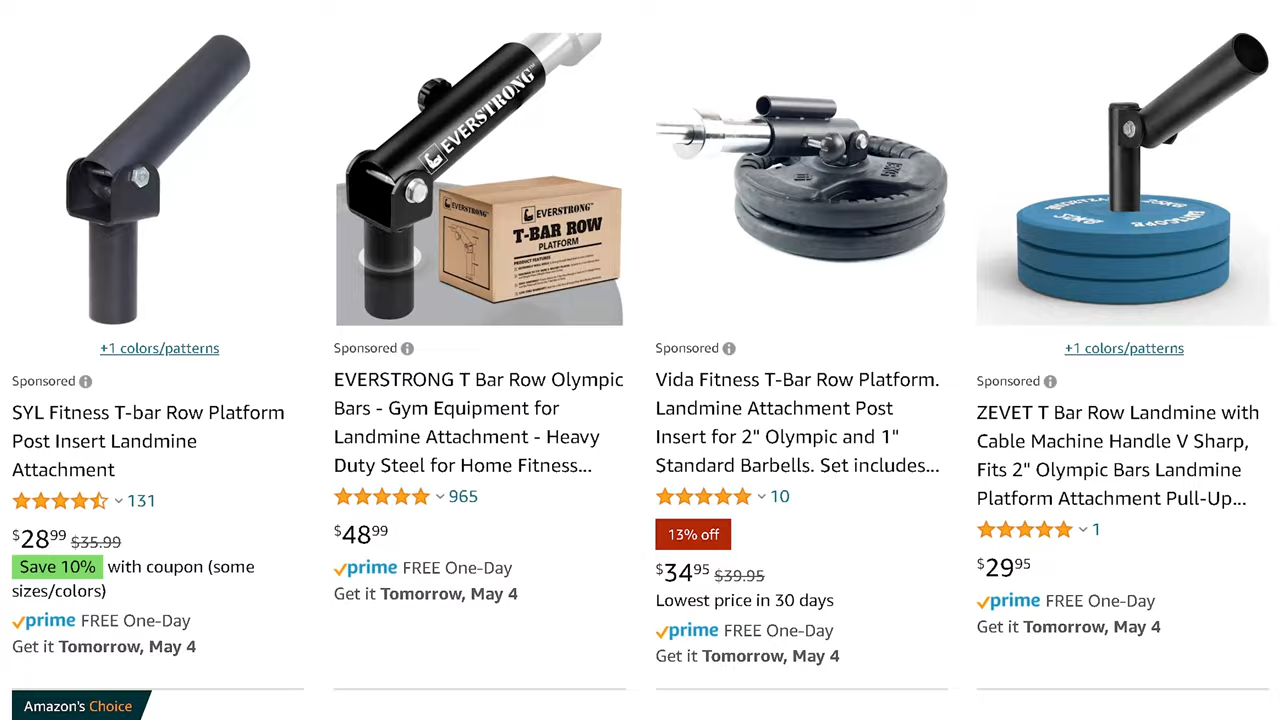 EVERSTRONG™
EVERSTRONG™
EVERSTRONG™
T-BAR ROW
PLATFORM
PRODUCT FEATURES
+1 colors/patterns
Sponsored
SYL Fitness T-bar Row Platform
Post Insert Landmine
Attachment
131
$28.99 $35.99
Save 10% with coupon (some
sizes/colors)
prime FREE One-Day
Get it Tomorrow, May 4
Amazon's Choice
Sponsored
EVERSTRONG T Bar Row Olympic
Bars - Gym Equipment for
Landmine Attachment - Heavy
Duty Steel for Home Fitness...
965
$48.99
prime FREE One-Day
Get it Tomorrow, May 4
Sponsored
Vida Fitness T-Bar Row Platform.
Landmine Attachment Post
Insert for 2" Olympic and 1"
Standard Barbells. Set includes...
10
13% off
$34.95 $39.95
Lowest price in 30 days
prime FREE One-Day
Get it Tomorrow, May 4
+1 colors/patterns
Sponsored
ZEVET T Bar Row Landmine with
Cable Machine Handle V Sharp,
Fits 2" Olympic Bars Landmine
Platform Attachment Pull-Up...
1
$29.95
prime FREE One-Day
Get it Tomorrow, May 4